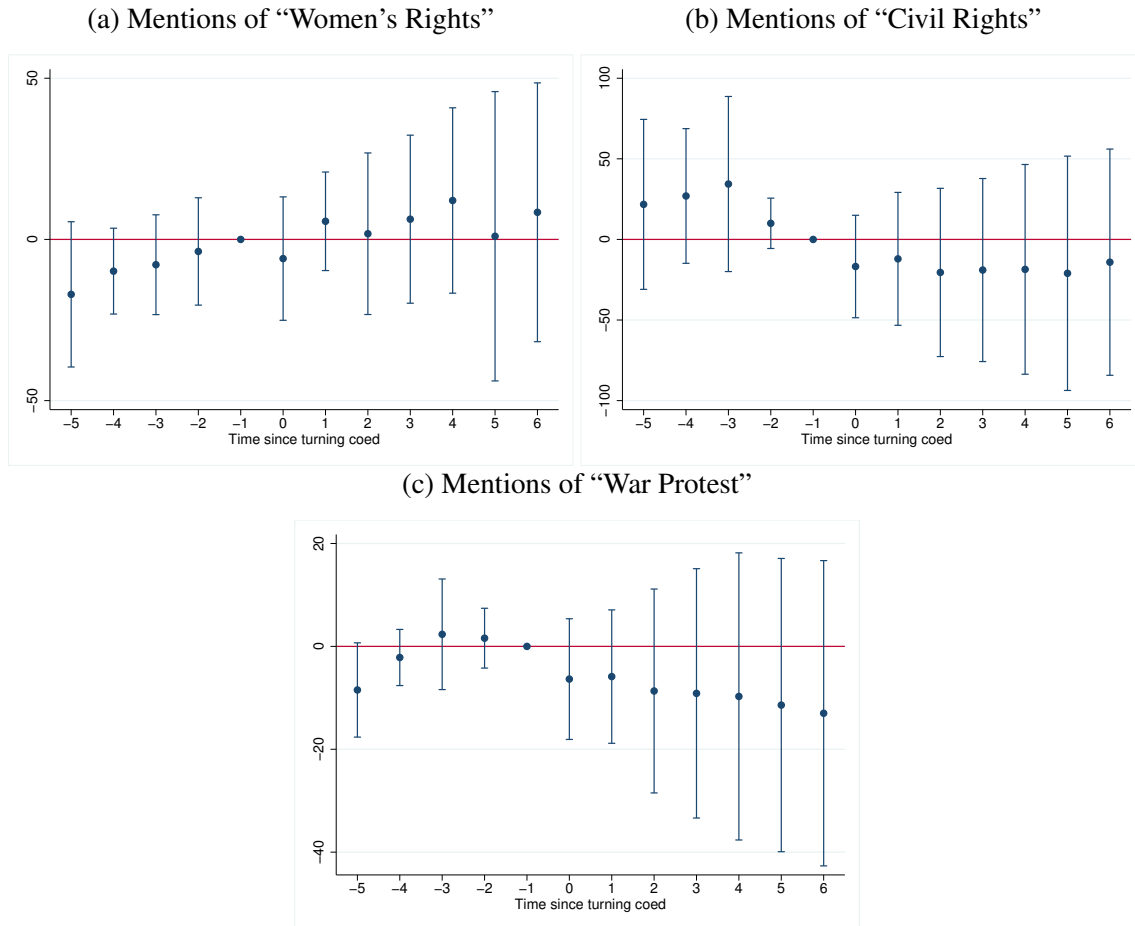 (a) Mentions of “Women’s Rights”
50
0
−50
−5 −4 −3 −2 −1 0 1 2 3 4 5 6
Time since turning coed
(b) Mentions of “Civil Rights”
100
50
0
−50
−100
−5 −4 −3 −2 −1 0 1 2 3 4 5 6
Time since turning coed
(c) Mentions of “War Protest”
20
0
−20
−40
−5 −4 −3 −2 −1 0 1 2 3 4 5 6
Time since turning coed